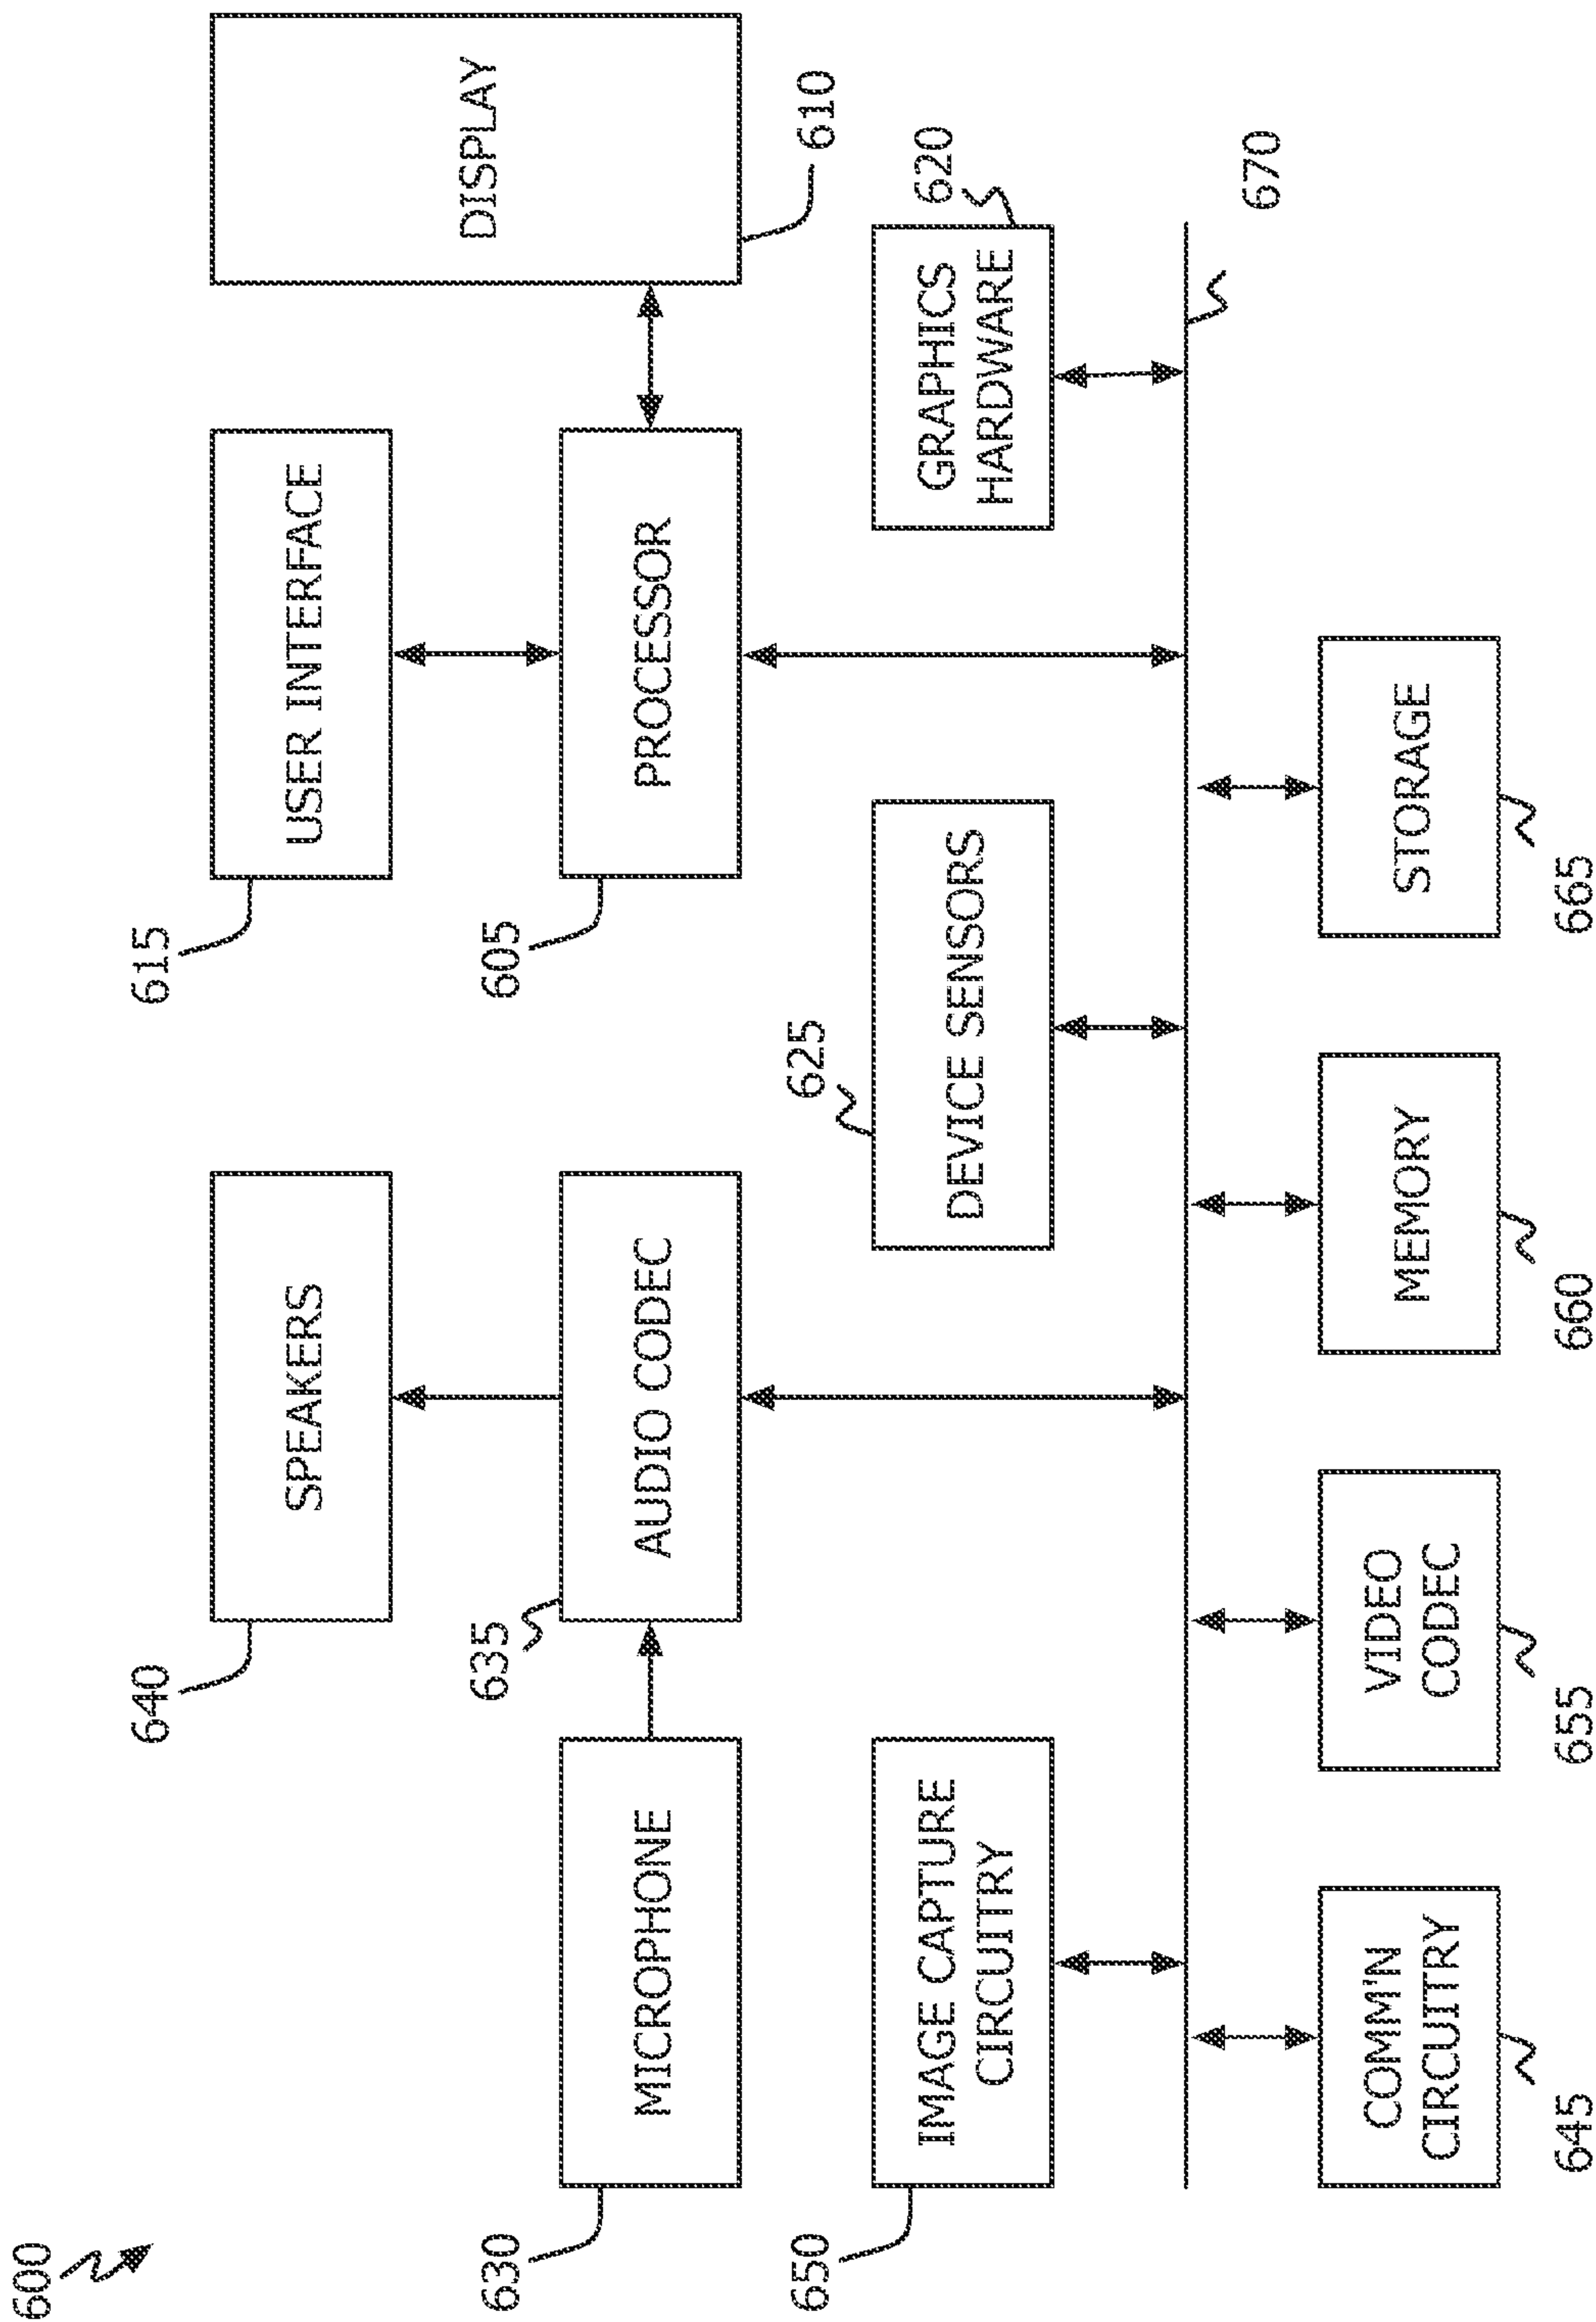 600
640
SPEAKERS
615
USER INTERFACE
DISPLAY
610
630
MICROPHONE
635
AUDIO CODEC
605
PROCESSOR
650
IMAGE CAPTURE
CIRCUITRY
625
DEVICE SENSORS
GRAPHICS
HARDWARE
620
670
COMM'N
CIRCUITRY
645
VIDEO
CODEC
655
MEMORY
660
STORAGE
665